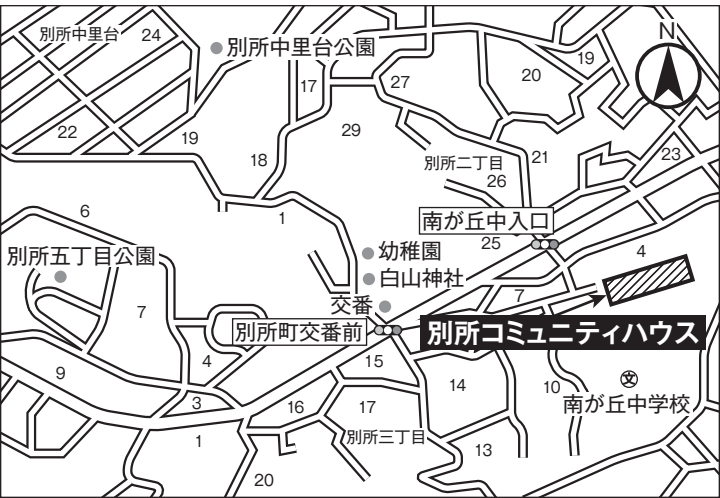 別所中里台
24
別所中里台公園
N
19
20
17
27
22
19
29
18
別所二丁目
21
23
26
6
1
南が丘中入口
25
4
幼稚園
別所五丁目公園
白山神社
7
交番
7
別所町交番前
別所コミュニティハウス
4
15
9
14
10
文
3
16
17
南が丘中学校
1
別所三丁目
13
20